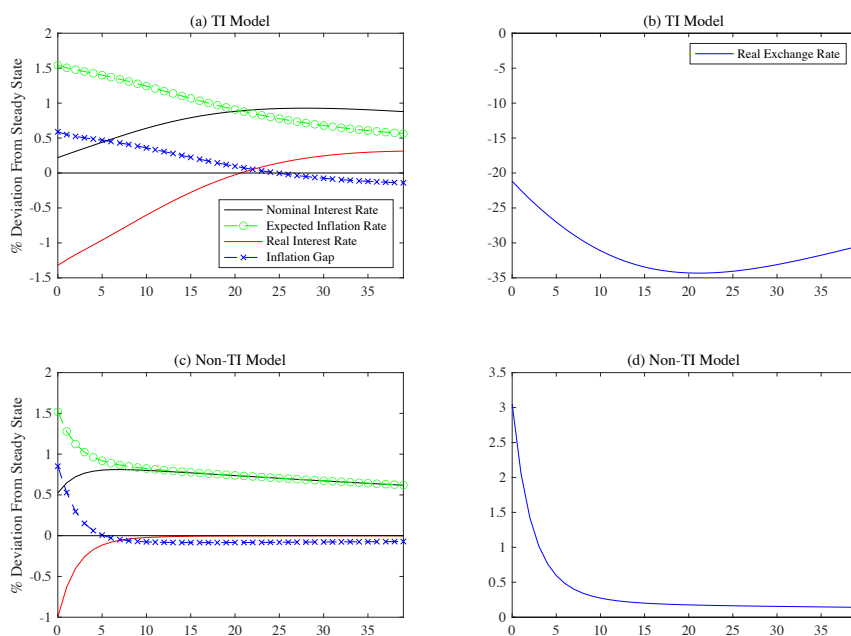 (a) TI Model
% Deviation From Steady State
2
1.5
1
0.5
0
-0.5
-1
-1.5
0 5 10 15 20 25 30 35
Nominal Interest Rate
Expected Inflation Rate
Real Interest Rate
Inflation Gap
(b) TI Model
0
-5
-10
-15
-20
-25
-30
-35
0 5 10 15 20 25 30 35
Real Exchange Rate
(c) Non-TI Model
% Deviation From Steady State
2
1.5
1
0.5
0
-0.5
-1
0 5 10 15 20 25 30 35
(d) Non-TI Model
3.5
3
2.5
2
1.5
1
0.5
0
0 5 10 15 20 25 30 35